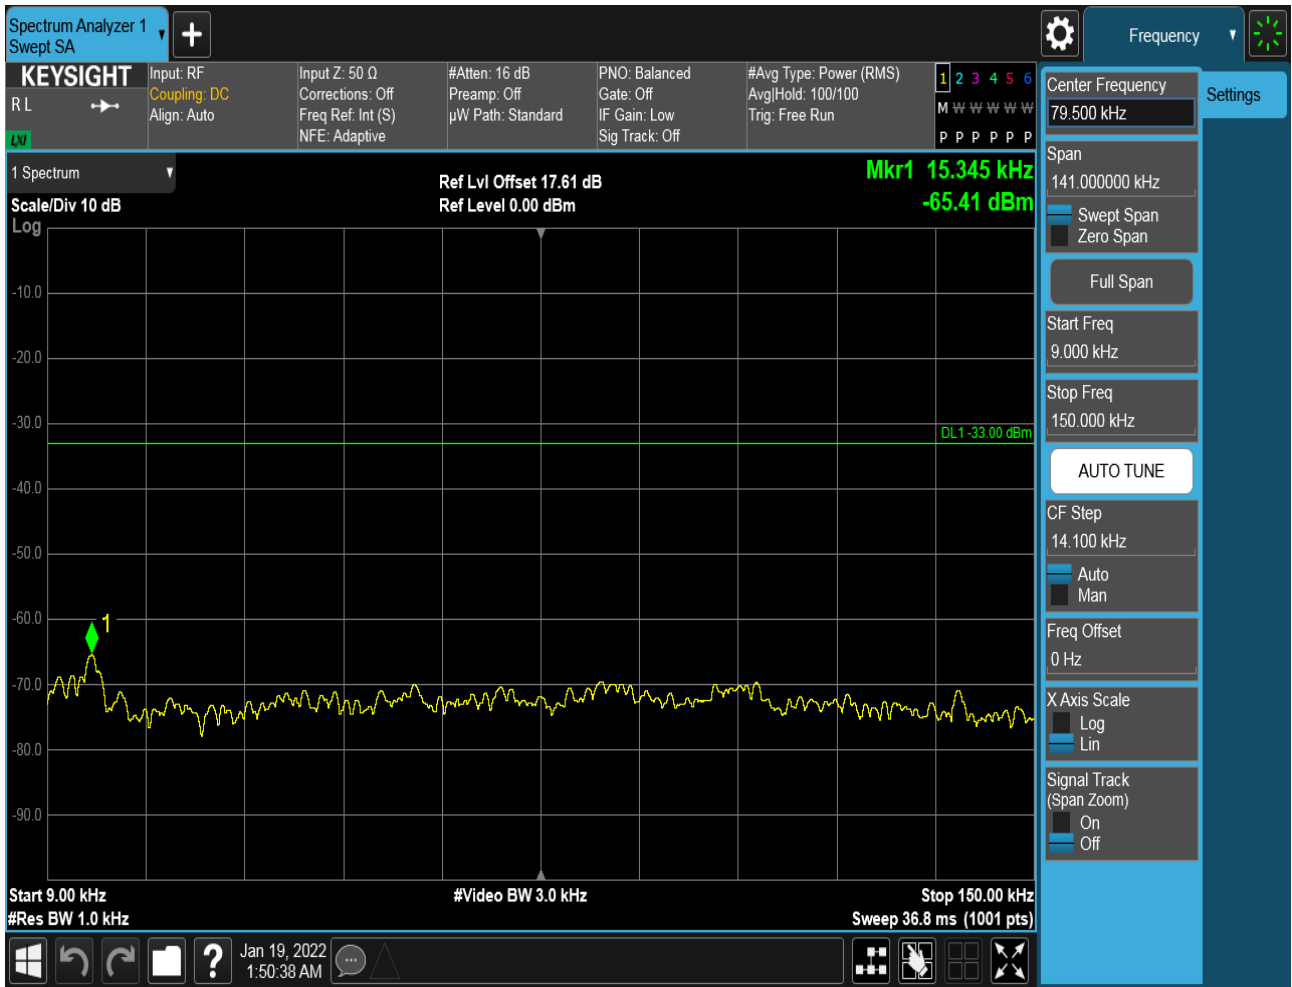 Spectrum Analyzer 1
Swept SA
Frequency
KEYSIGHT
R L
LXI
Input: RF
Coupling: DC
Align: Auto
Input Z: 50 Ω
Corrections: Off
Freq Ref: Int (S)
NFE: Adaptive
#Atten: 16 dB
Preamp: Off
µW Path: Standard
PNO: Balanced
Gate: Off
IF Gain: Low
Sig Track: Off
#Avg Type: Power (RMS)
Avg|Hold: 100/100
Trig: Free Run
1 2 3 4 5 6
M W W W W W
P P P P P P
1 Spectrum
Scale/Div 10 dB
Log
Ref Lvl Offset 17.61 dB
Ref Level 0.00 dBm
Mkr1 15.345 kHz
-65.41 dBm
-10.0
-20.0
-30.0
DL1 -33.00 dBm
-40.0
-50.0
-60.0
1
-70.0
-80.0
-90.0
Start 9.00 kHz
#Res BW 1.0 kHz
#Video BW 3.0 kHz
Stop 150.00 kHz
Sweep 36.8 ms (1001 pts)
Center Frequency
79.500 kHz
Settings
Span
141.000000 kHz
Swept Span
Zero Span
Full Span
Start Freq
9.000 kHz
Stop Freq
150.000 kHz
AUTO TUNE
CF Step
14.100 kHz
Auto
Man
Freq Offset
0 Hz
X Axis Scale
Log
Lin
Signal Track
(Span Zoom)
On
Off
?
Jan 19, 2022
1:50:38 AM